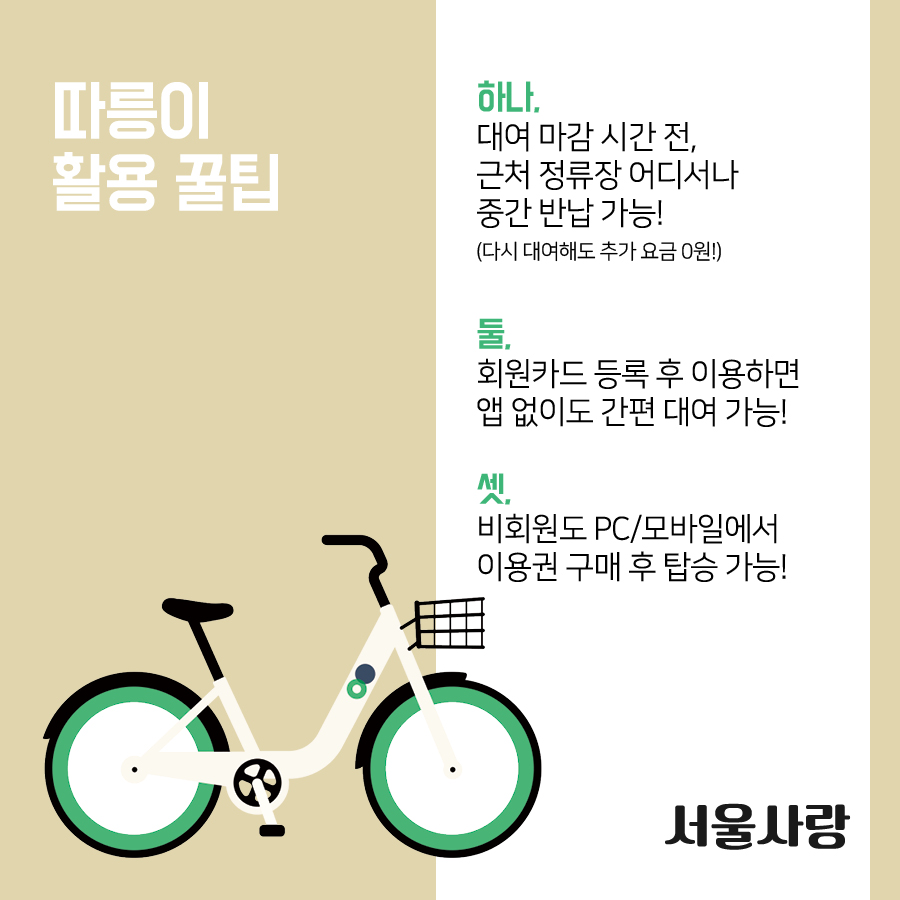 따릉이
활용 꿀팁
하나,
대여 마감 시간 전,
근처 정류장 어디서나
중간 반납 가능!
(다시 대여해도 추가 요금 0원!)
둘,
회원카드 등록 후 이용하면
앱 없이도 간편 대여 가능!
셋,
비회원도 PC/모바일에서
이용권 구매 후 탑승 가능!
서울사랑